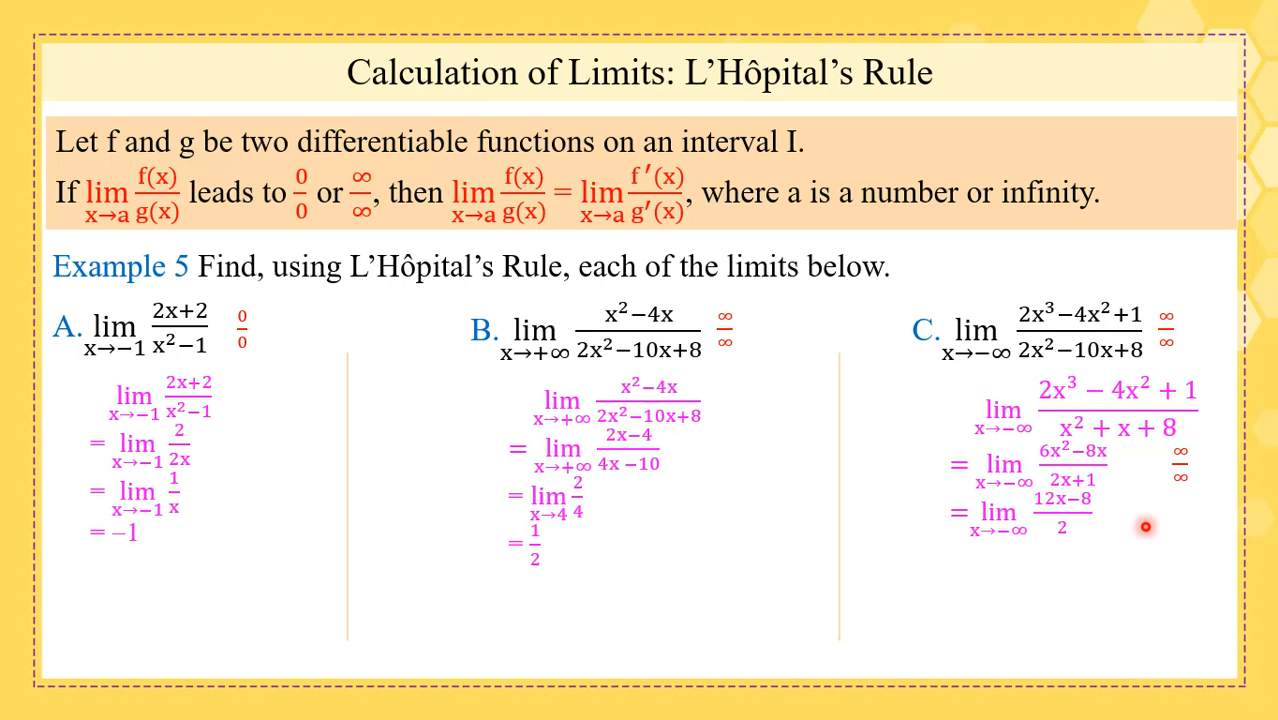 Calculation of Limits: L’Hôpital’s Rule
Let f and g be two differentiable functions on an interval I.
If lim x→a f(x)/g(x) leads to 0/0 or ∞/∞, then lim x→a f(x)/g(x) = lim x→a f ′(x)/g′(x), where a is a number or infinity.
Example 5 Find, using L’Hôpital’s Rule, each of the limits below.
A. lim x→−1 (2x+2)/(x²−1) 0/0
lim x→−1 (2x+2)/(x²−1)
= lim x→−1 2/2x
= lim x→−1 1/x
= –1
B. lim x→+∞ (x²−4x)/(2x²−10x+8) ∞/∞
lim x→+∞ (x²−4x)/(2x²−10x+8)
= lim x→+∞ (2x−4)/(4x −10)
= lim x→4 2/4
= 1/2
C. lim x→−∞ (2x³−4x²+1)/(2x²−10x+8) ∞/∞
lim x→−∞ (2x³ − 4x² + 1)/(x² + x + 8)
= lim x→−∞ (6x²−8x)/(2x+1) ∞/∞
= lim x→−∞ (12x−8)/2